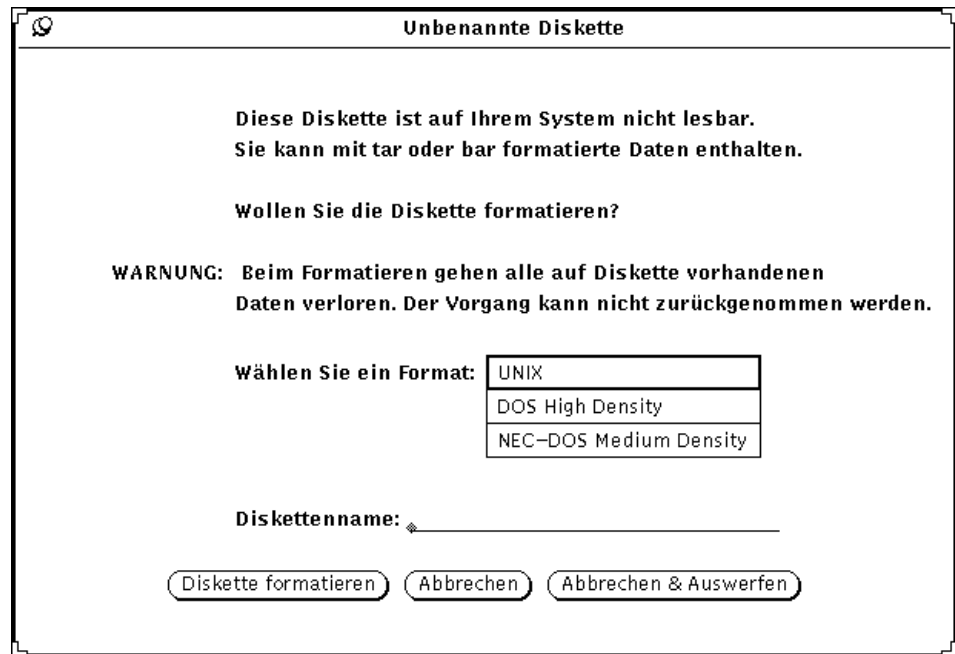 Unbenannte Diskette
Diese Diskette ist auf Ihrem System nicht lesbar.
Sie kann mit tar oder bar formatierte Daten enthalten.
Wollen Sie die Diskette formatieren?
WARNUNG: Beim Formatieren gehen alle auf Diskette vorhandenen
Daten verloren. Der Vorgang kann nicht zurückgenommen werden.
Wählen Sie ein Format: UNIX
DOS High Density
NEC-DOS Medium Density
Diskettenname:
Diskette formatieren Abbrechen Abbrechen & Auswerfen